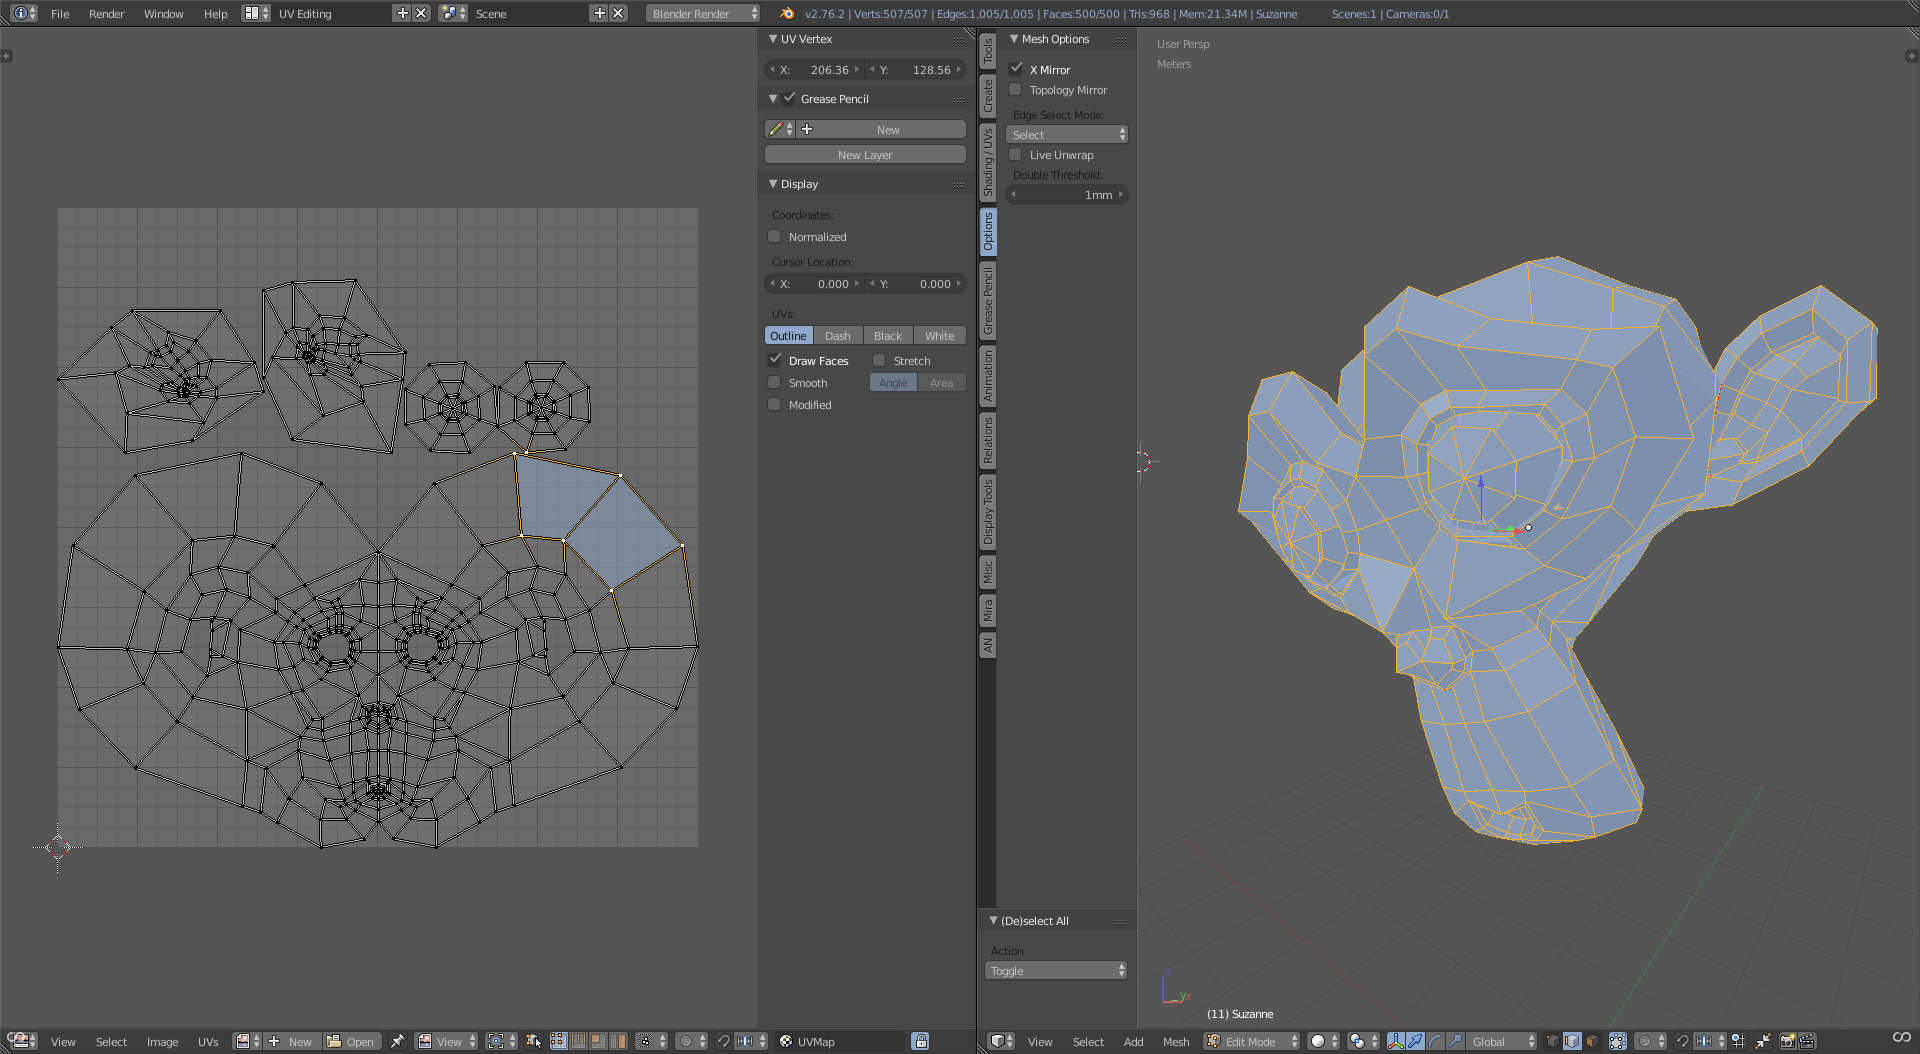 File Render Window Help UV Editing Scene Blender Render v2.76.2 | Verts:507/507 | Edges:1,005/1,005 | Faces:500/500 | Tris:968 | Mem:21.34M | Suzanne Scenes:1 | Cameras:0/1
UV Vertex
X: 206.36 Y: 128.56
Grease Pencil
New
New Layer
Display
Coordinates:
Normalized
Cursor Location:
X: 0.000 Y: 0.000
UVs:
Outline Dash Black White
Draw Faces Stretch
Smooth Angle Area
Modified
Tools
Create
Shading / UVs
Options
Grease Pencil
Animation
Relations
Display Tools
Misc
Mira
AN
Mesh Options
X Mirror
Topology Mirror
Edge Select Mode:
Select
Live Unwrap
Double Threshold:
1mm
(De)select All
Action
Toggle
User Persp
Meters
z
y x
(11) Suzanne
View Select Image UVs New Open View UVMap
View Select Add Mesh Edit Mode Global